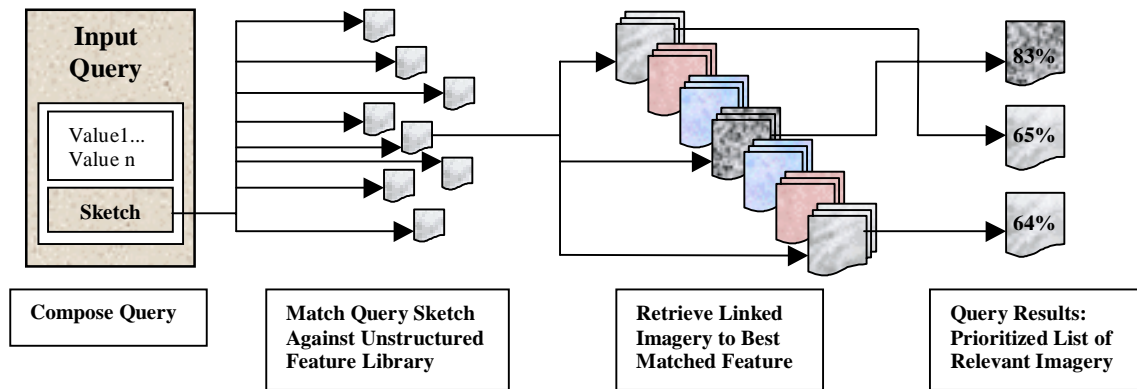 Input
Query
Value1...
Value n
Sketch
83%
65%
64%
Compose Query
Match Query Sketch
Against Unstructured
Feature Library
Retrieve Linked
Imagery to Best
Matched Feature
Query Results:
Prioritized List of
Relevant Imagery